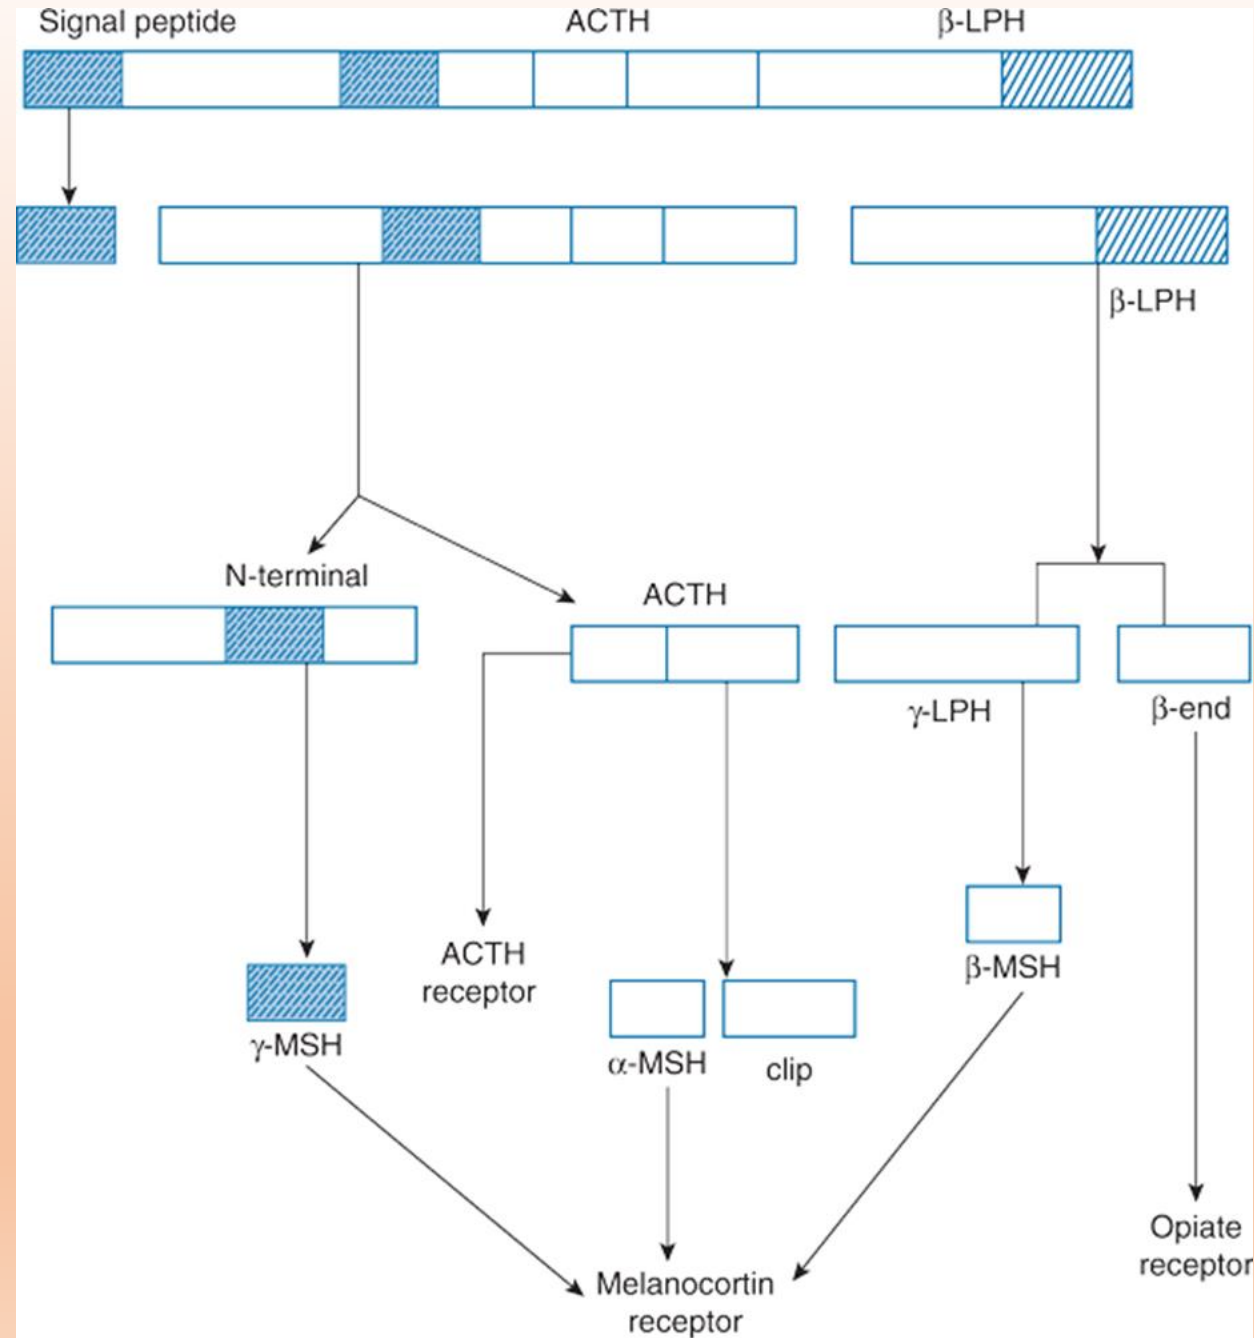 Signal peptide
ACTH
β-LPH
β-LPH
N-terminal
ACTH
γ-LPH
β-end
ACTH
receptor
β-MSH
γ-MSH
α-MSH
clip
Opiate
receptor
Melanocortin
receptor